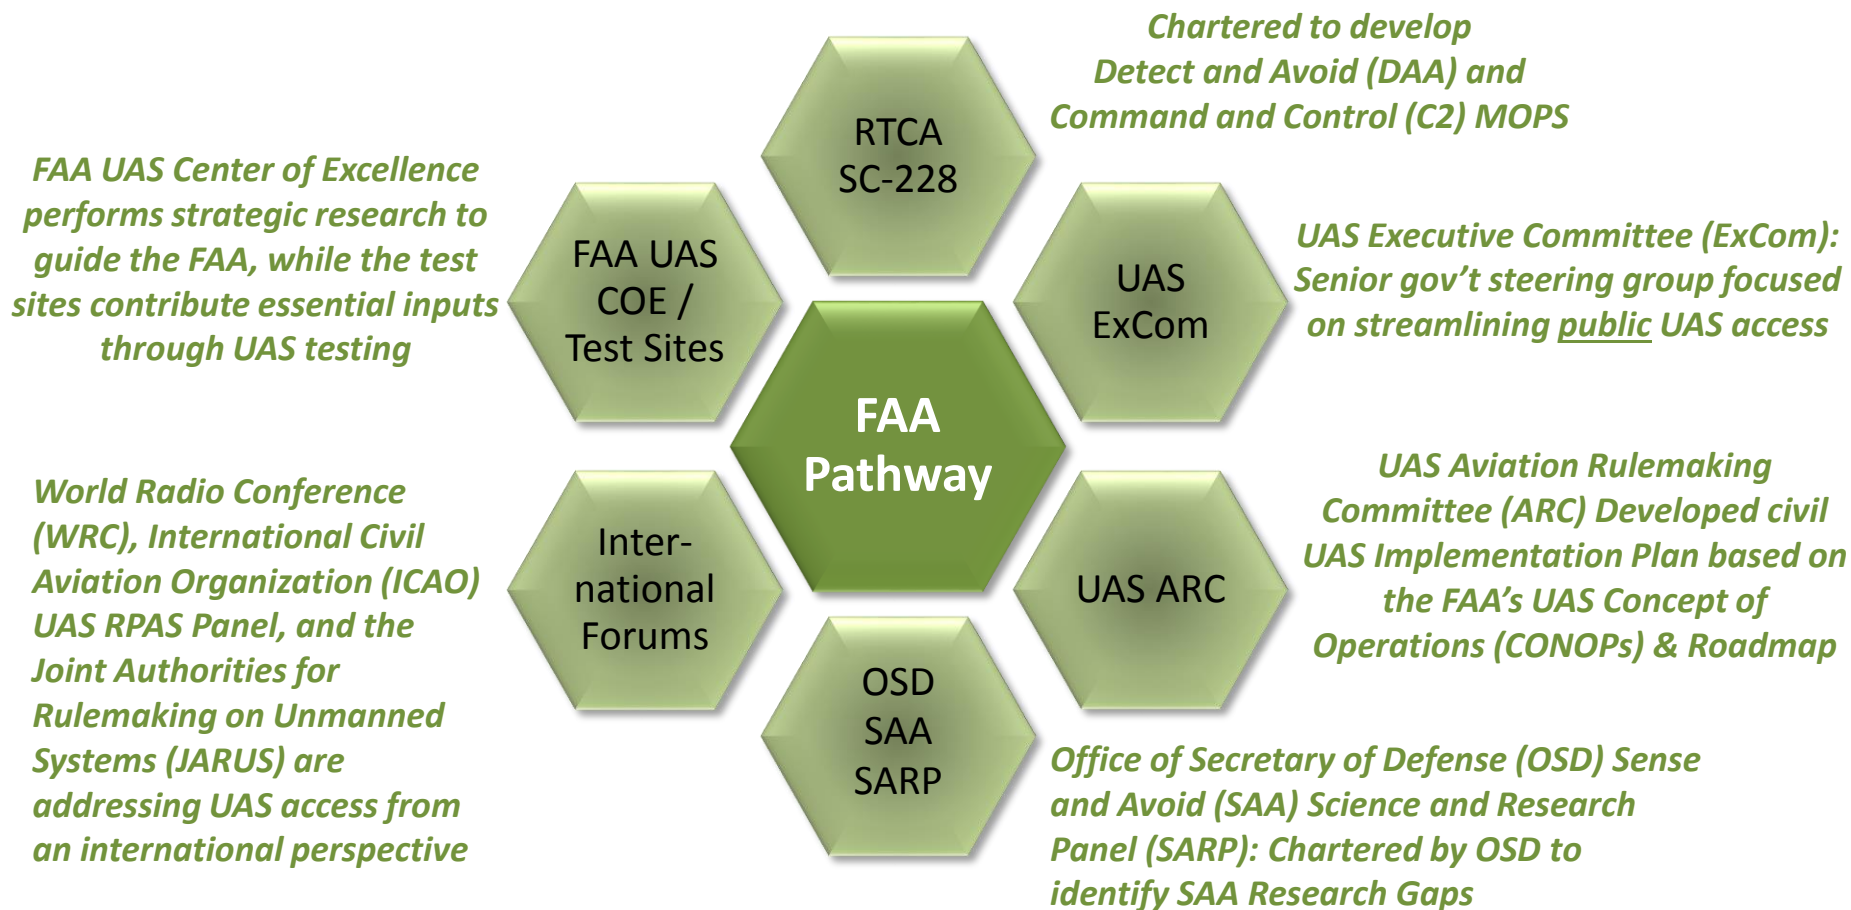 RTCA
SC-228
Chartered to develop
Detect and Avoid (DAA) and
Command and Control (C2) MOPS
FAA UAS Center of Excellence
performs strategic research to
guide the FAA, while the test
sites contribute essential inputs
through UAS testing
FAA UAS
COE /
Test Sites
UAS
ExCom
UAS Executive Committee (ExCom):
Senior gov’t steering group focused
on streamlining public UAS access
FAA
Pathway
World Radio Conference
(WRC), International Civil
Aviation Organization (ICAO)
UAS RPAS Panel, and the
Joint Authorities for
Rulemaking on Unmanned
Systems (JARUS) are
addressing UAS access from
an international perspective
Inter-
national
Forums
UAS ARC
UAS Aviation Rulemaking
Committee (ARC) Developed civil
UAS Implementation Plan based on
the FAA’s UAS Concept of
Operations (CONOPs) & Roadmap
OSD
SAA
SARP
Office of Secretary of Defense (OSD) Sense
and Avoid (SAA) Science and Research
Panel (SARP): Chartered by OSD to
identify SAA Research Gaps